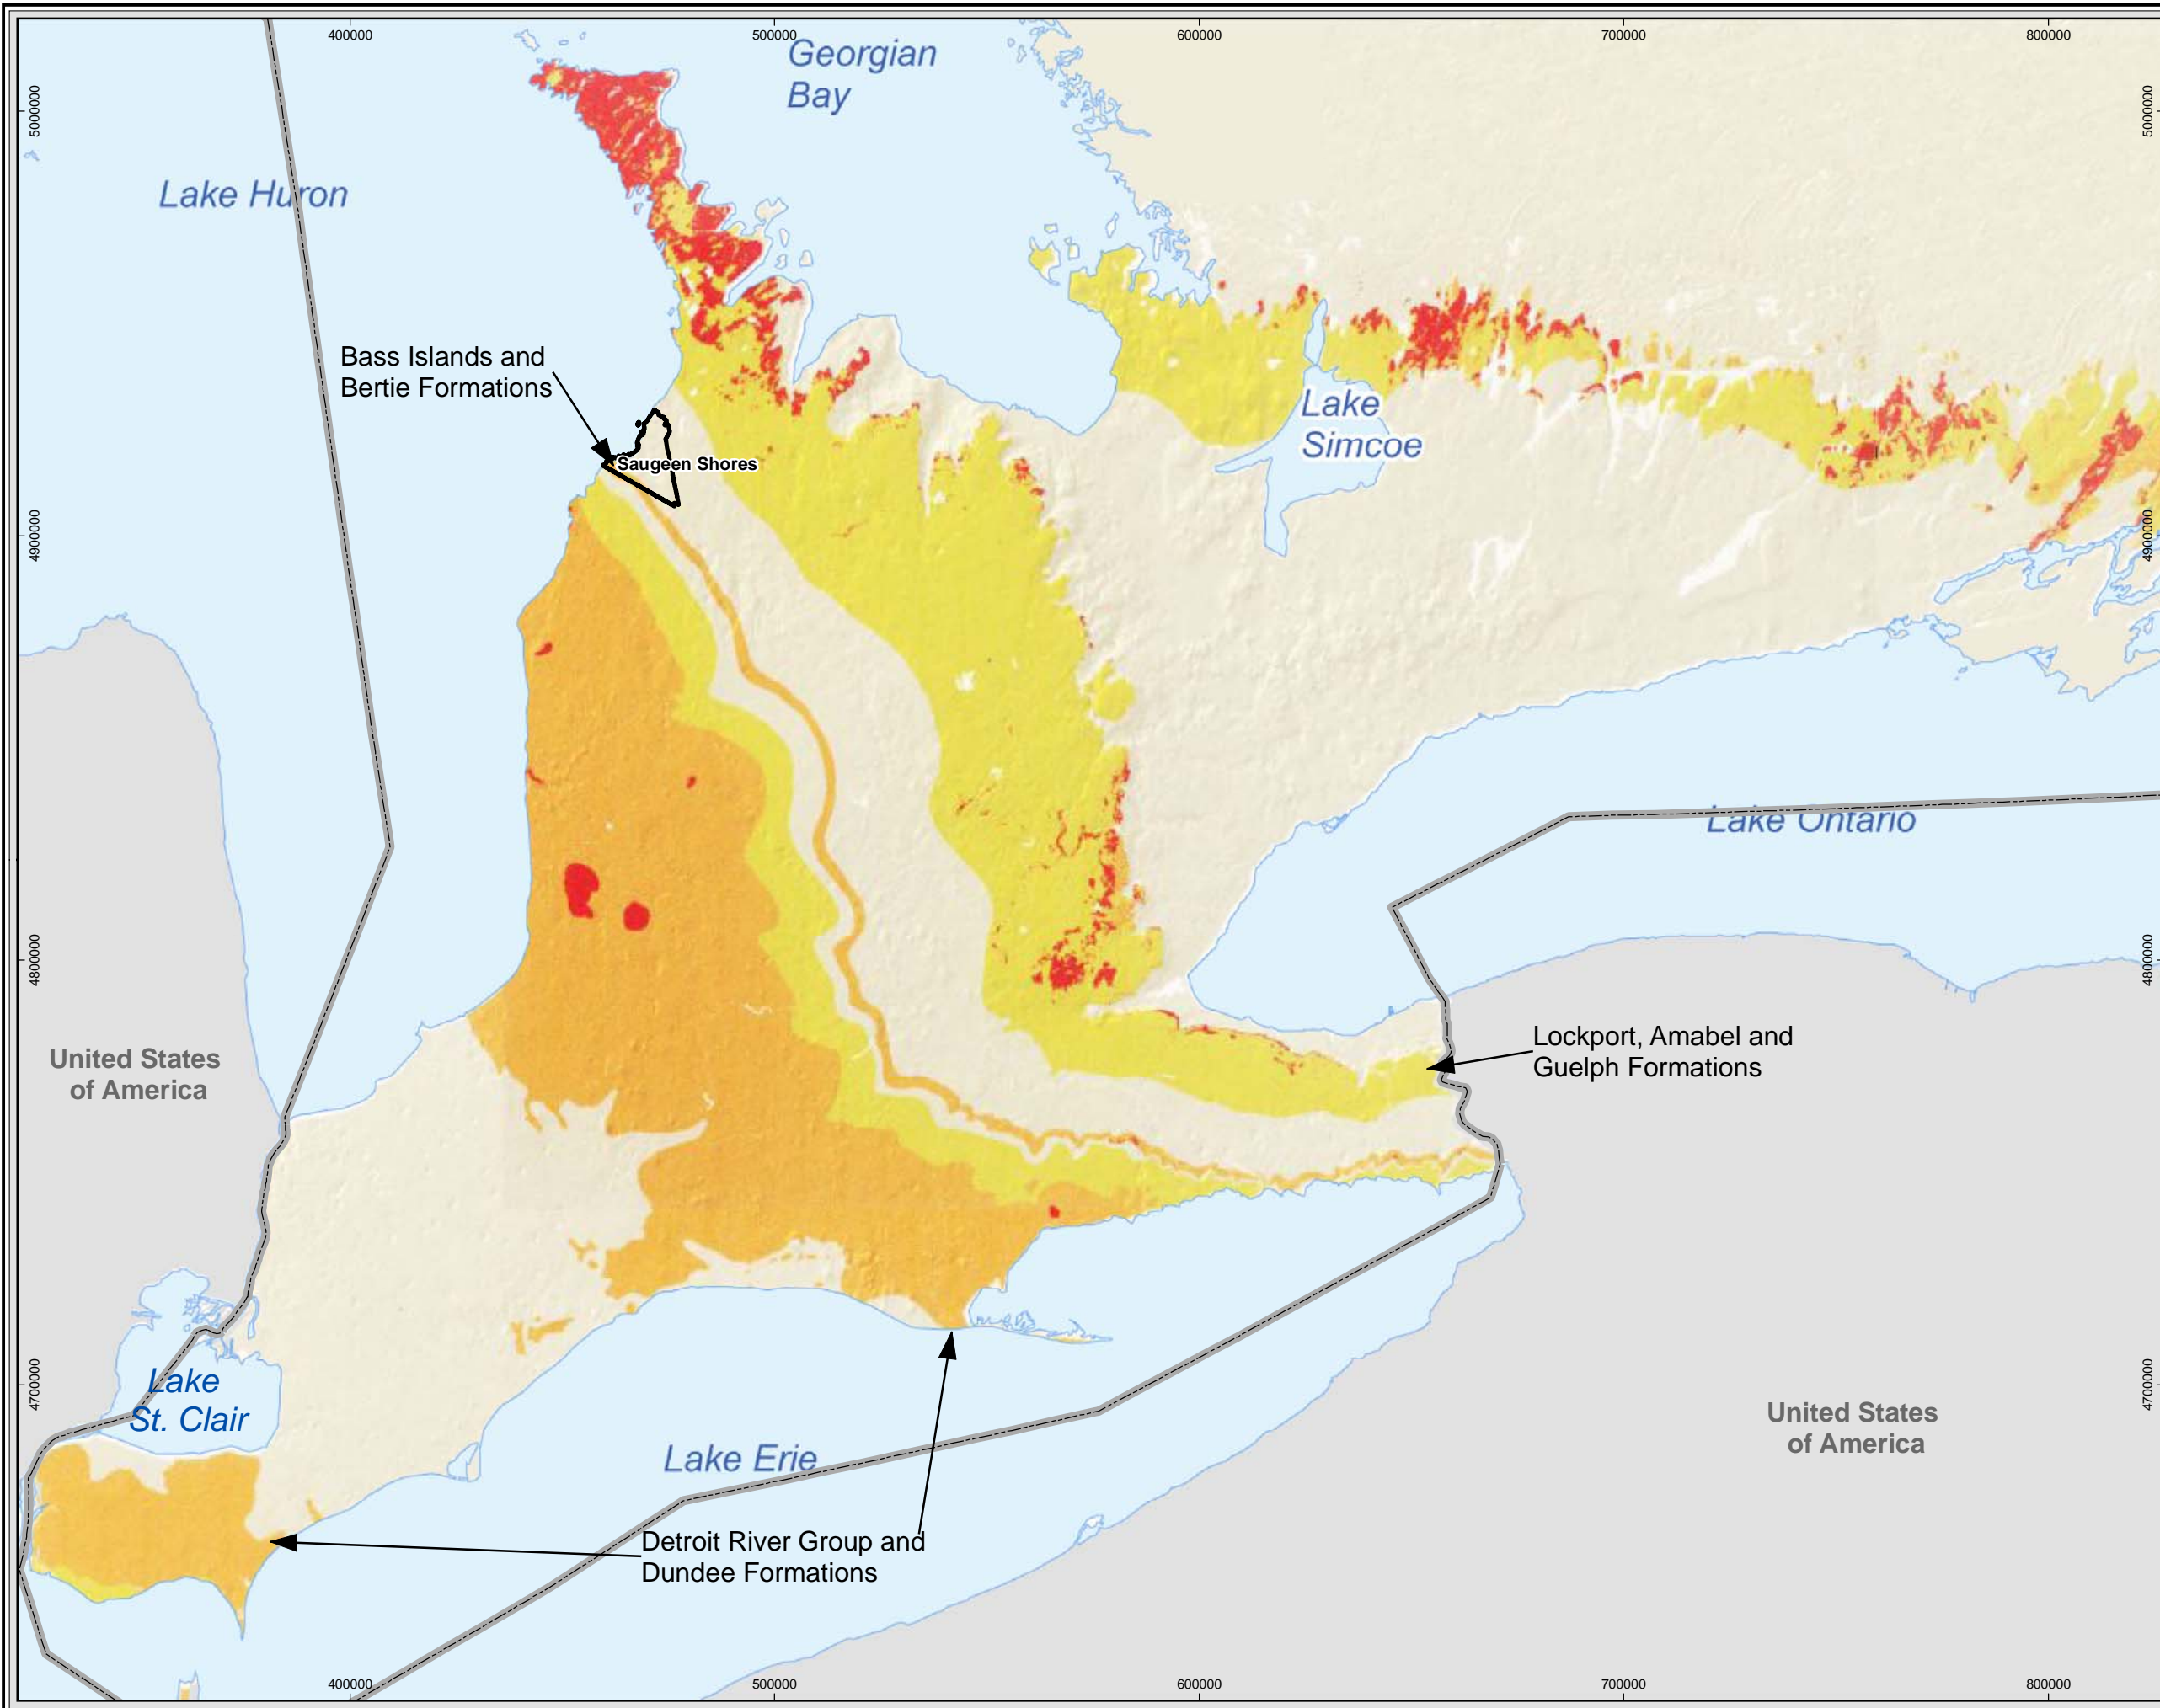 400000
500000
600000
700000
800000
Georgian
Bay
5000000
5000000
Lake Huron
Bass Islands and
Bertie Formations
Lake
Simcoe
Saugeen Shores
4900000
4900000
Lake Ontario
4800000
4800000
United States
of America
Lockport, Amabel and
Guelph Formations
4700000
4700000
Lake
St. Clair
Lake Erie
United States
of America
Detroit River Group and
Dundee Formations
400000
500000
600000
700000
800000